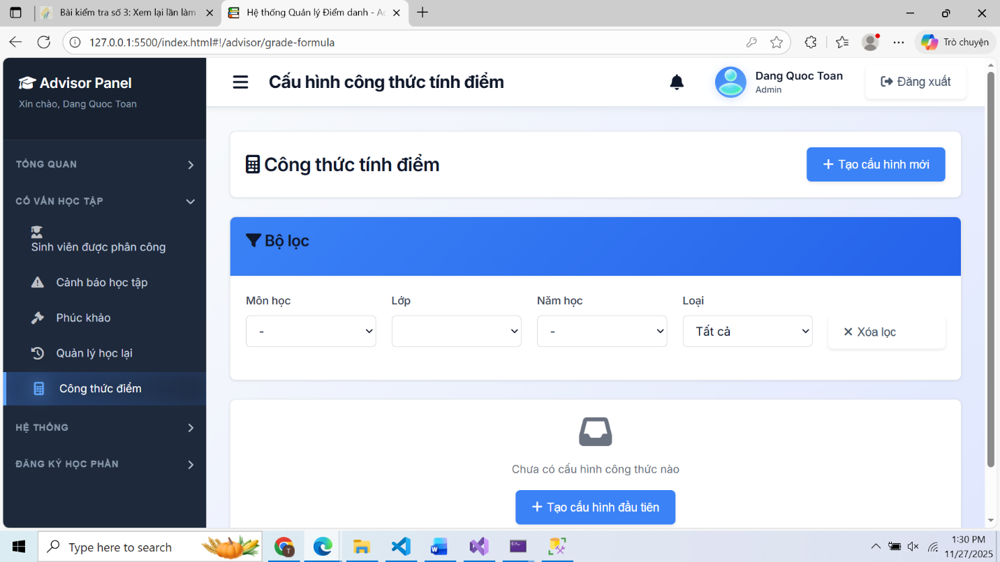 Bài kiểm tra số 3: Xem lại lần làm
Hệ thống Quản lý Điểm danh - Ad
127.0.0.1:5500/index.html#!/advisor/grade-formula
Trò chuyện
Advisor Panel
Xin chào, Dang Quoc Toan
TỔNG QUAN
CỐ VẤN HỌC TẬP
Sinh viên được phân công
Cảnh báo học tập
Phúc khảo
Quản lý học lại
Công thức điểm
HỆ THỐNG
ĐĂNG KÝ HỌC PHẦN
Cấu hình công thức tính điểm
Dang Quoc Toan
Admin
Đăng xuất
Công thức tính điểm
+ Tạo cấu hình mới
Bộ lọc
Môn học
Lớp
Năm học
Loại
-
-
Tất cả
Xóa lọc
Chưa có cấu hình công thức nào
+ Tạo cấu hình đầu tiên
Type here to search
T
1:30 PM
11/27/2025